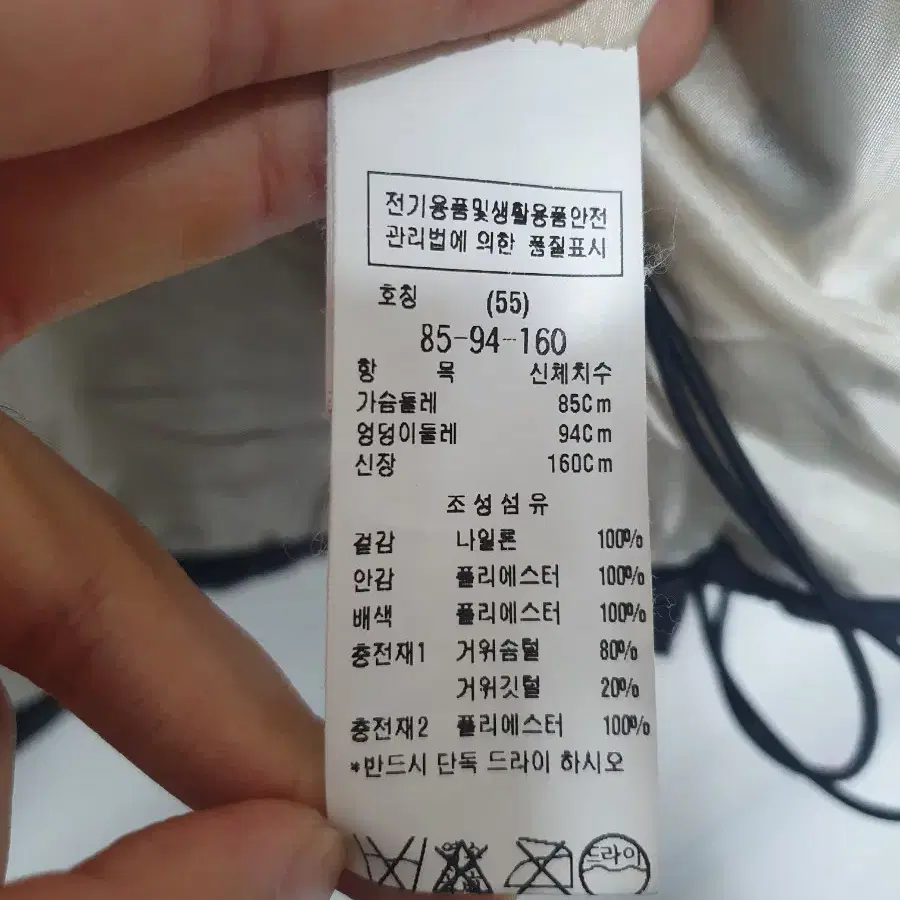 전기용품및생활용품안전
관리법에 의한 품질표시
호칭 (55)
85-94-160
항 목 신체치수
가슴둘레 85Cm
엉덩이둘레 94Cm
신장 160Cm
조성섬유
겉감 나일론 100%
안감 폴리에스터 100%
배색 폴리에스터 100%
충전재1 거위솜털 80%
거위깃털 20%
충전재2 폴리에스터 100%
*반드시 단독 드라이 하시오
드라이